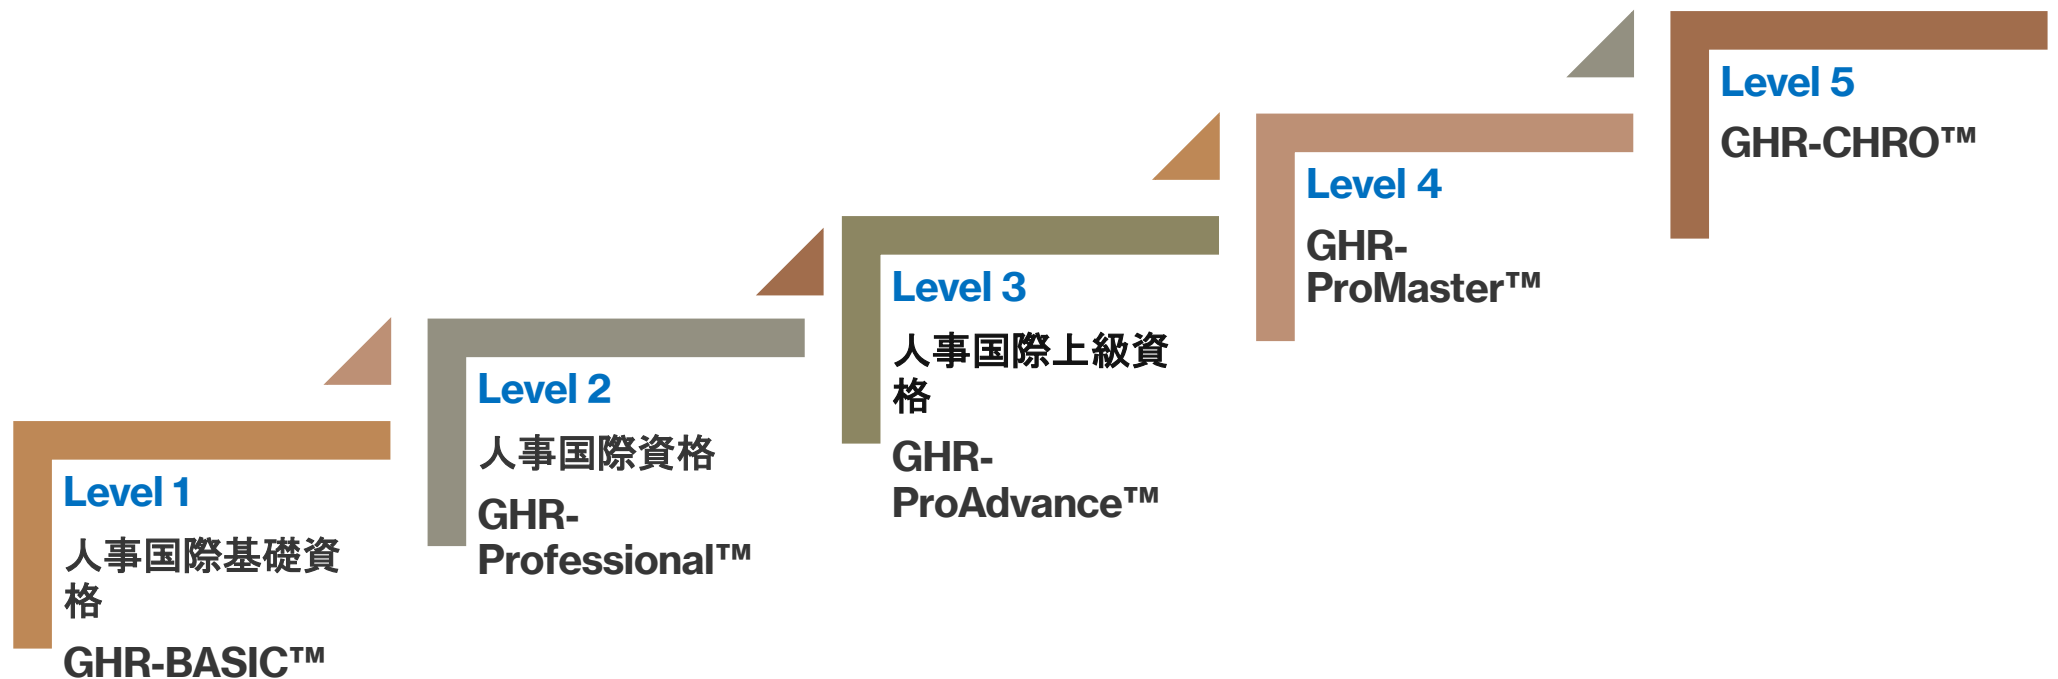 Level 1
人事国際基礎資
格
GHR-BASIC™
Level 2
人事国際資格
GHR-
Professional™
Level 3
人事国際上級資
格
GHR-
ProAdvance™
Level 4
GHR-
ProMaster™
Level 5
GHR-CHRO™